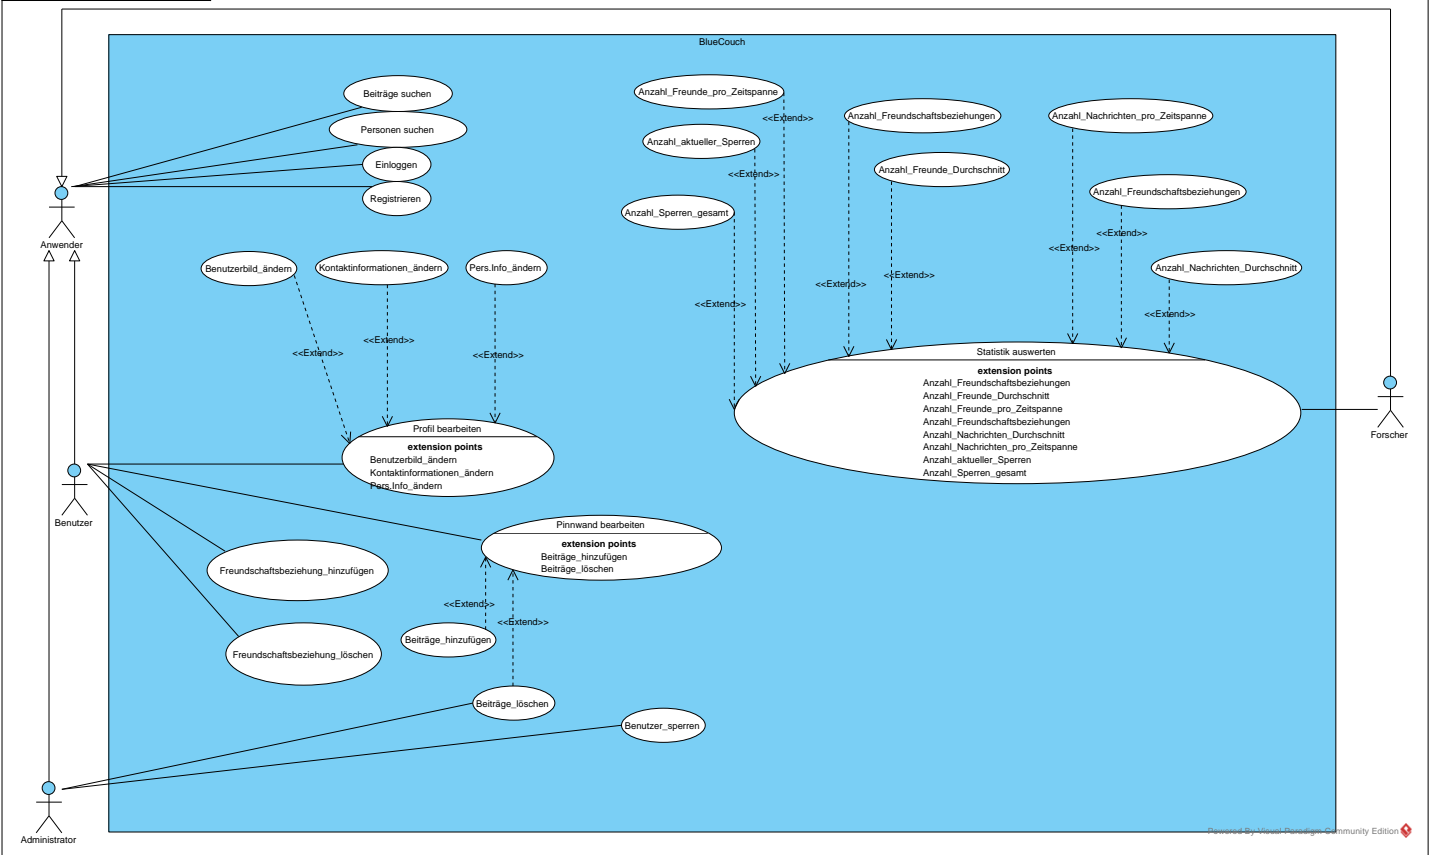 BlueCouch
Beiträge suchen
Personen suchen
Einloggen
Registrieren
Anwender
Anzahl_Freunde_pro_Zeitspanne
<<Extend>>
Anzahl_aktueller_Sperren
<<Extend>>
Anzahl_Sperren_gesamt
<<Extend>>
Anzahl_Freundschaftsbeziehungen
<<Extend>>
Anzahl_Freunde_Durchschnitt
<<Extend>>
Anzahl_Nachrichten_pro_Zeitspanne
<<Extend>>
Anzahl_Freundschaftsbeziehungen
<<Extend>>
Anzahl_Nachrichten_Durchschnitt
<<Extend>>
Benutzerbild_ändern
Kontaktinformationen_ändern
Pers.Info_ändern
<<Extend>>
<<Extend>>
<<Extend>>
Statistik auswerten
extension points
Anzahl_Freundschaftsbeziehungen
Anzahl_Freunde_Durchschnitt
Anzahl_Freunde_pro_Zeitspanne
Anzahl_Freundschaftsbeziehungen
Anzahl_Nachrichten_Durchschnitt
Anzahl_Nachrichten_pro_Zeitspanne
Anzahl_aktueller_Sperren
Anzahl_Sperren_gesamt
Forscher
Profil bearbeiten
extension points
Benutzerbild_ändern
Kontaktinformationen_ändern
Pers.Info_ändern
Benutzer
Pinnwand bearbeiten
extension points
Beiträge_hinzufügen
Beiträge_löschen
Freundschaftsbeziehung_hinzufügen
<<Extend>>
<<Extend>>
Beiträge_hinzufügen
Freundschaftsbeziehung_löschen
Beiträge_löschen
Benutzer_sperren
Administrator
Powered By Visual Paradigm Community Edition